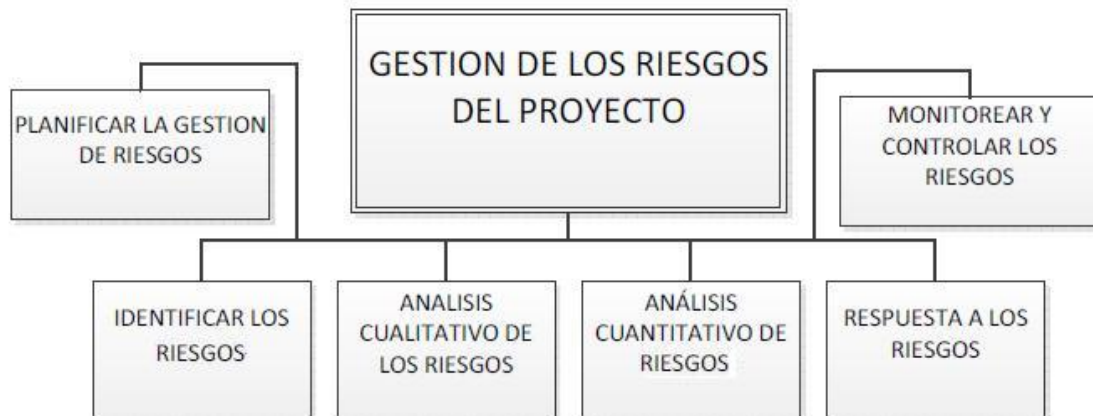 GESTION DE LOS RIESGOS
DEL PROYECTO
PLANIFICAR LA GESTION
DE RIESGOS
MONITOREAR Y
CONTROLAR LOS
RIESGOS
IDENTIFICAR LOS
RIESGOS
ANALISIS
CUALITATIVO DE
LOS RIESGOS
ANÁLISIS
CUANTITATIVO DE
RIESGOS
RESPUESTA A LOS
RIESGOS